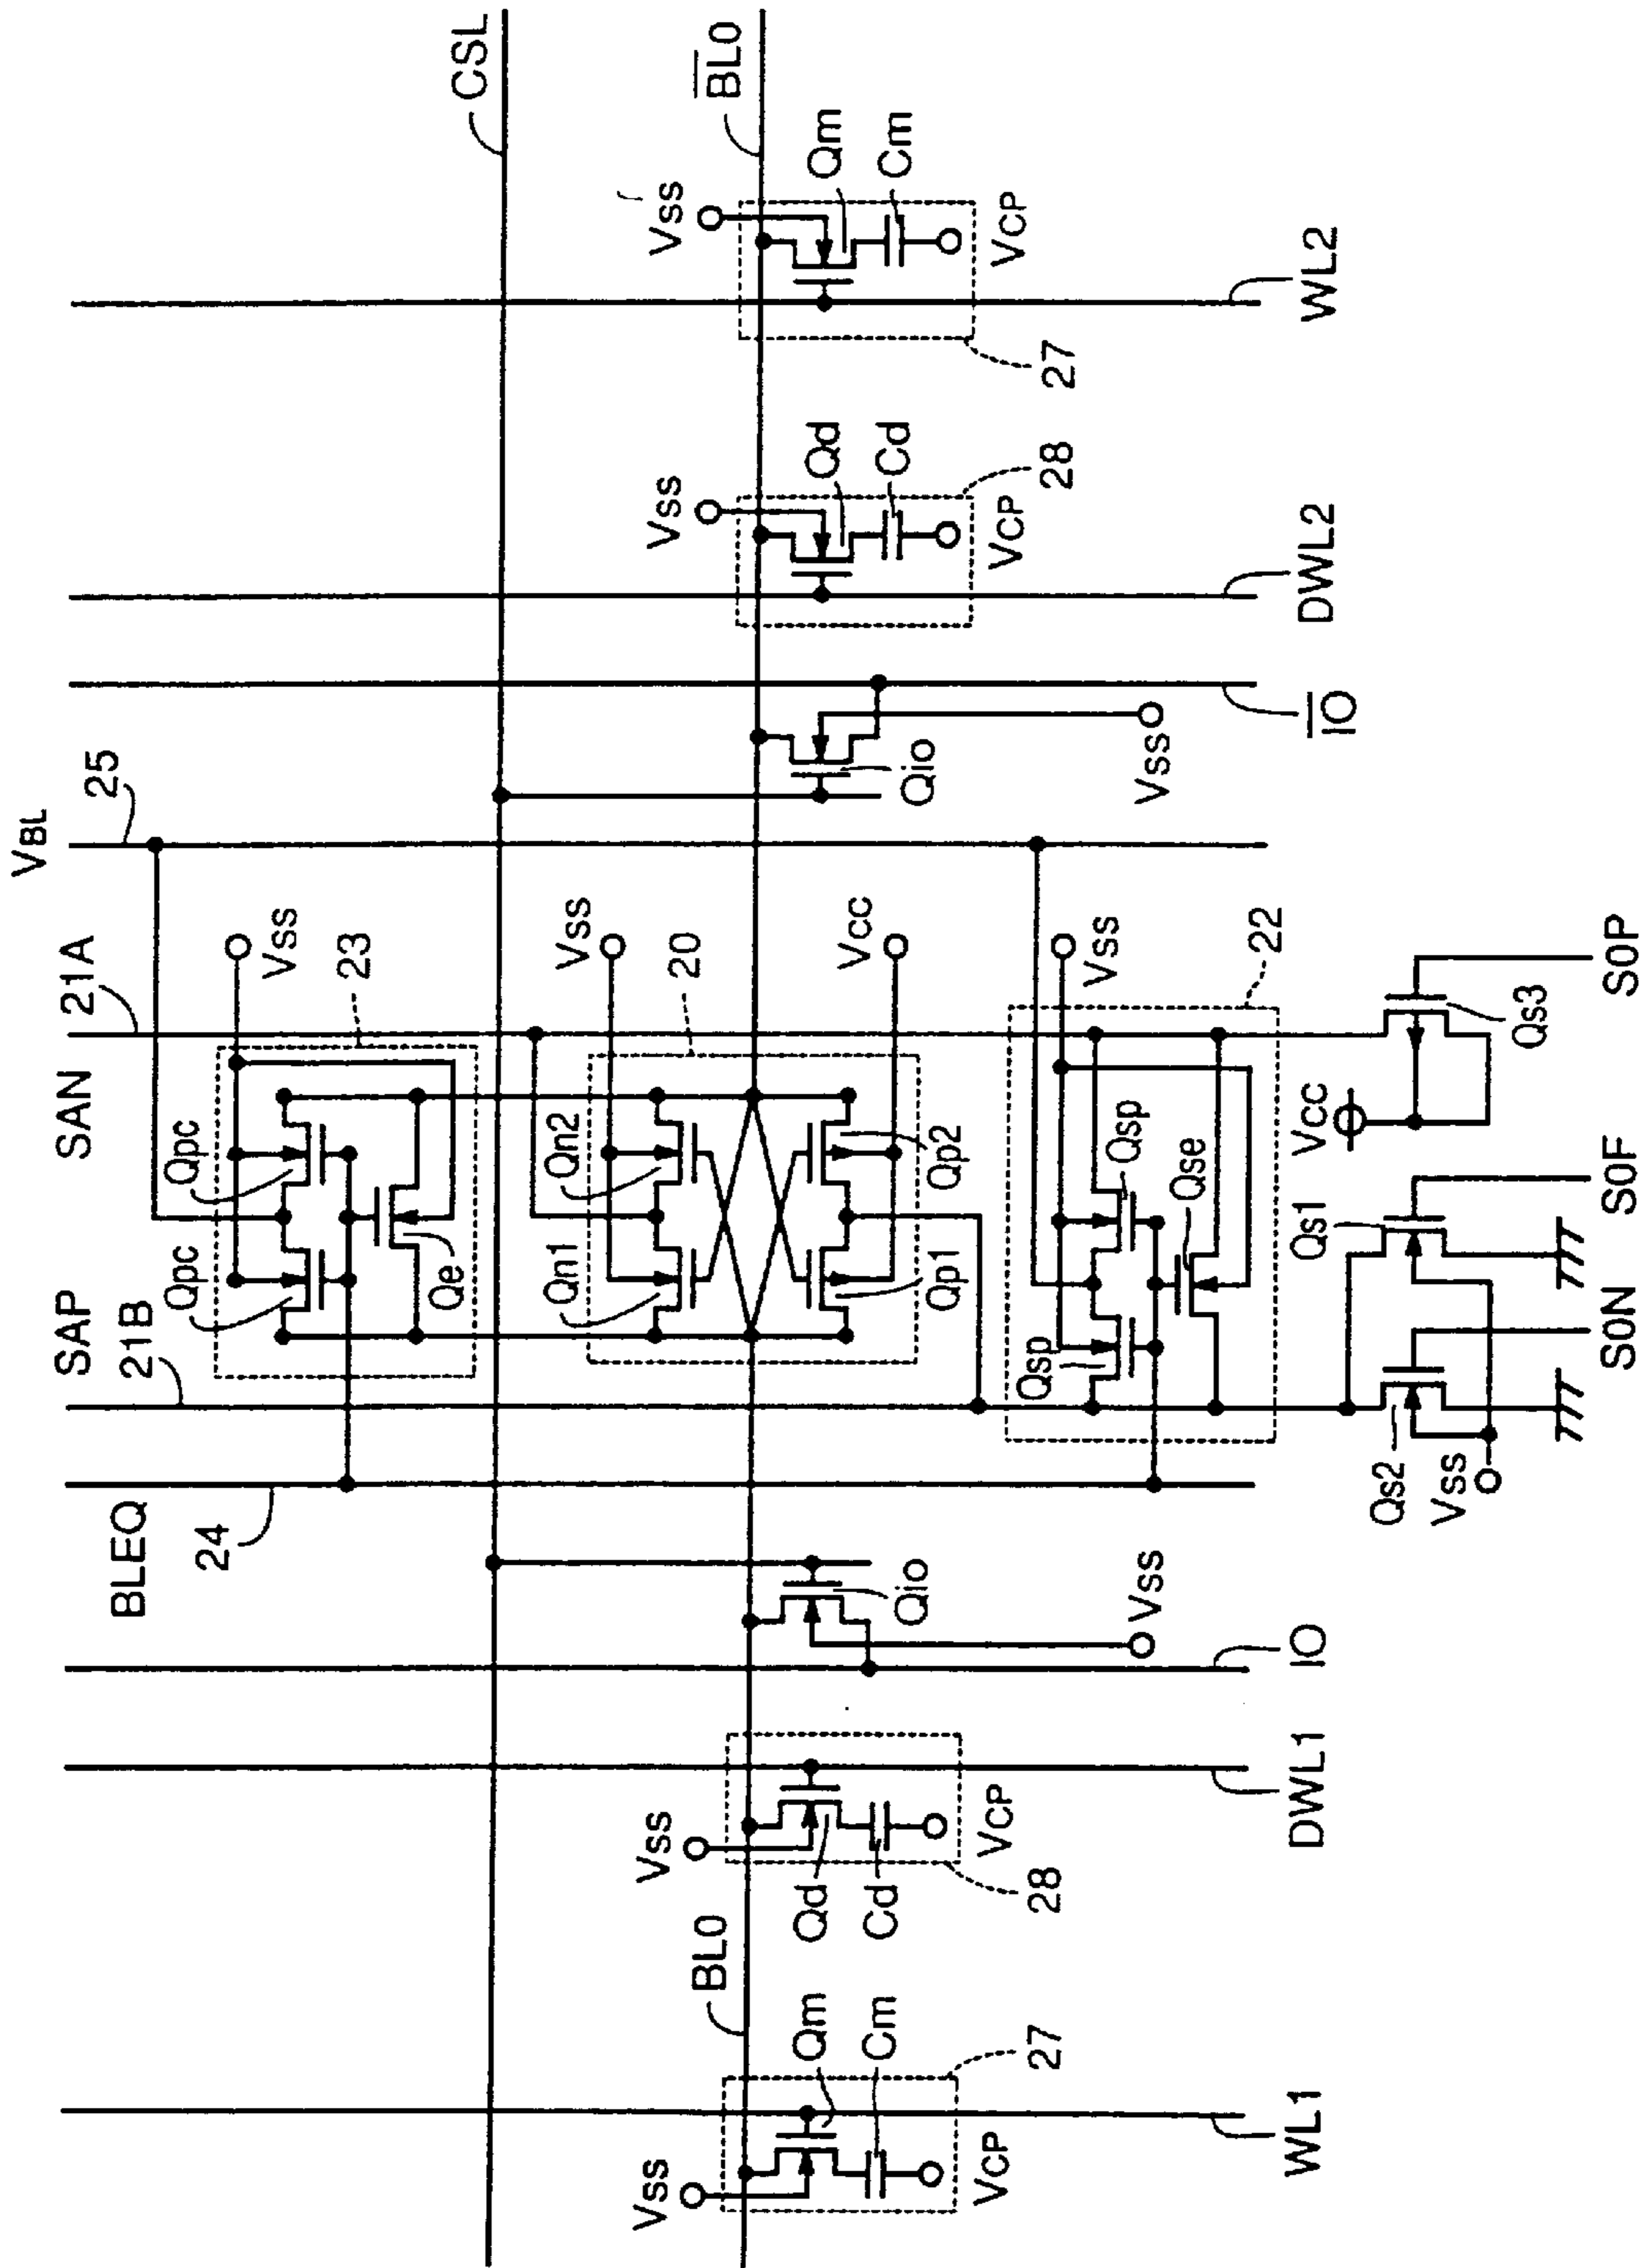 VBL
SAP SAN
BLEQ 21B 21A 25
24
Qpc Qpc Vss
23
Qe
CSL
Vss Vss Vss Vss Vss
Qn1 Qn2 20
BL0 BL0
Qm Qd Qd Qm
Cm Cd Qio Qp1 Qp2 Vcc Qio Cd Cm
VCP VCP VCP VCP
27 28 28 27
Qsp Qsp Vss
Vss Qse Vss
22
WL1 DWL1 IO IO DWL2 WL2
Qs2 Qs1 Vcc
Vss Qs3
S0N S0F S0P